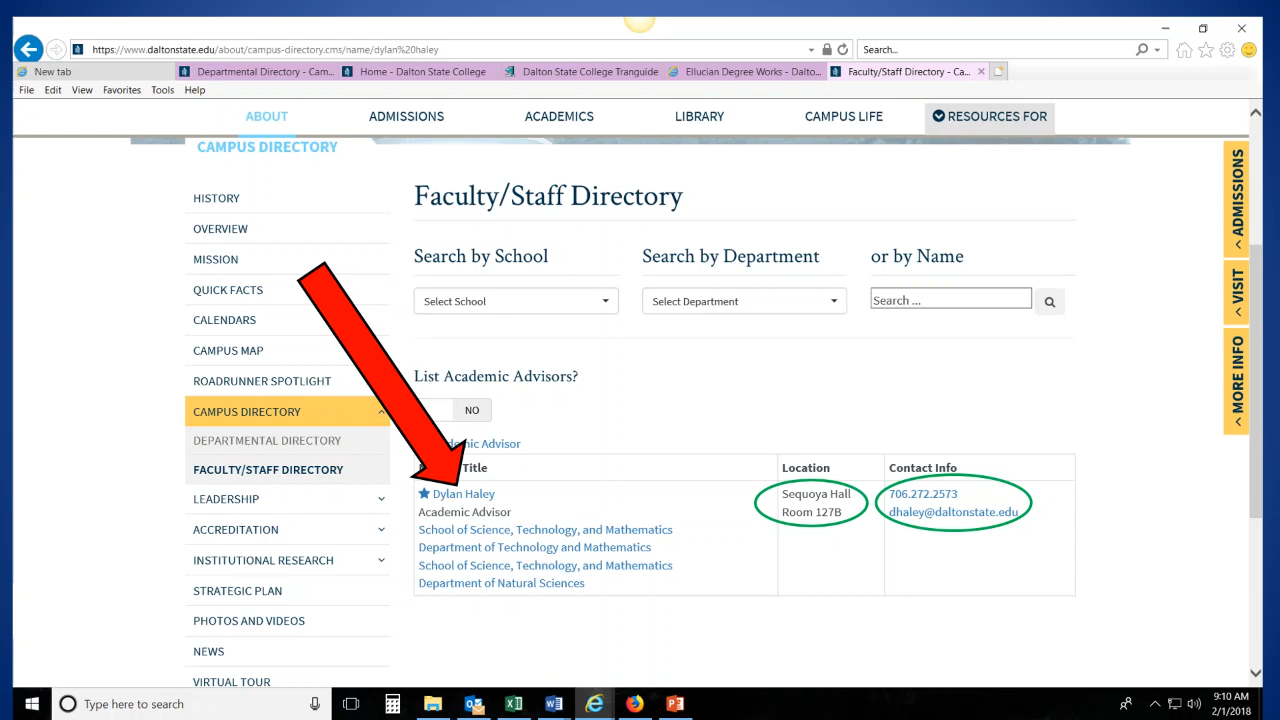 https://www.daltonstate.edu/about/campus-directory.cms/name/dylan%20haley
Search...
New tab
Departmental Directory - Cam...
Home - Dalton State College
Dalton State College Tranguide
Ellucian Degree Works - Dalto...
Faculty/Staff Directory - Ca...
File Edit View Favorites Tools Help
ABOUT ADMISSIONS ACADEMICS LIBRARY CAMPUS LIFE RESOURCES FOR
CAMPUS DIRECTORY
HISTORY
OVERVIEW
MISSION
QUICK FACTS
CALENDARS
CAMPUS MAP
ROADRUNNER SPOTLIGHT
CAMPUS DIRECTORY
DEPARTMENTAL DIRECTORY
FACULTY/STAFF DIRECTORY
LEADERSHIP
ACCREDITATION
INSTITUTIONAL RESEARCH
STRATEGIC PLAN
PHOTOS AND VIDEOS
NEWS
VIRTUAL TOUR
Faculty/Staff Directory
Search by School
Select School
Search by Department
Select Department
or by Name
Search ...
List Academic Advisors?
NO
Advisor
Title Location Contact Info
Dylan Haley Sequoya Hall 706.272.2573
Academic Advisor Room 127B dhaley@daltonstate.edu
School of Science, Technology, and Mathematics
Department of Technology and Mathematics
School of Science, Technology, and Mathematics
Department of Natural Sciences
ADMISSIONS
VISIT
MORE INFO
Type here to search
9:10 AM
2/1/2018